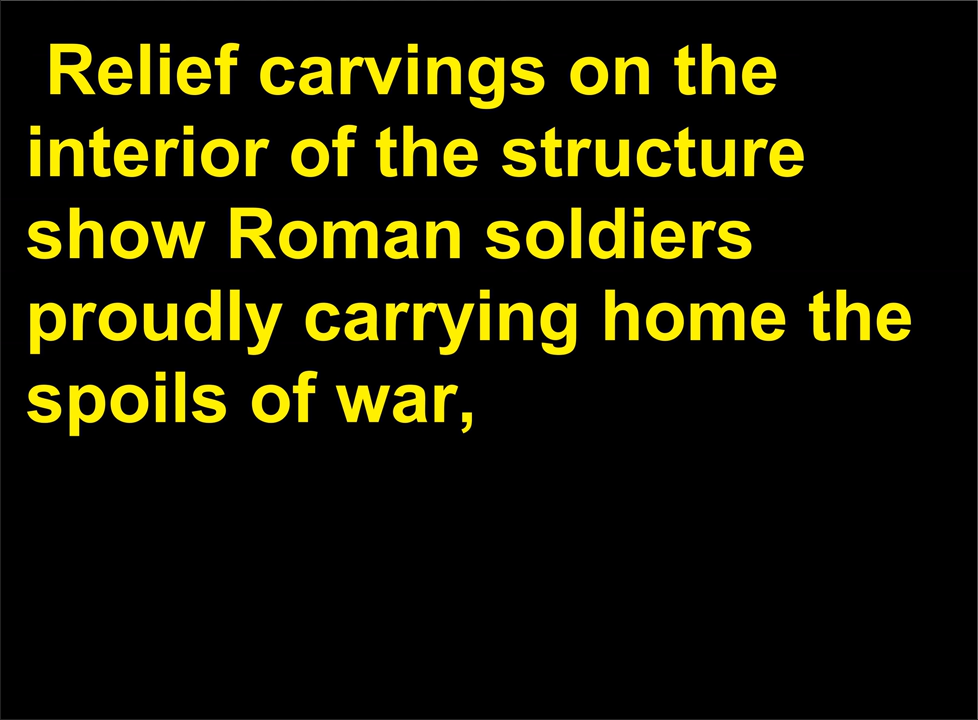 Relief carvings on the
interior of the structure
show Roman soldiers
proudly carrying home the
spoils of war,